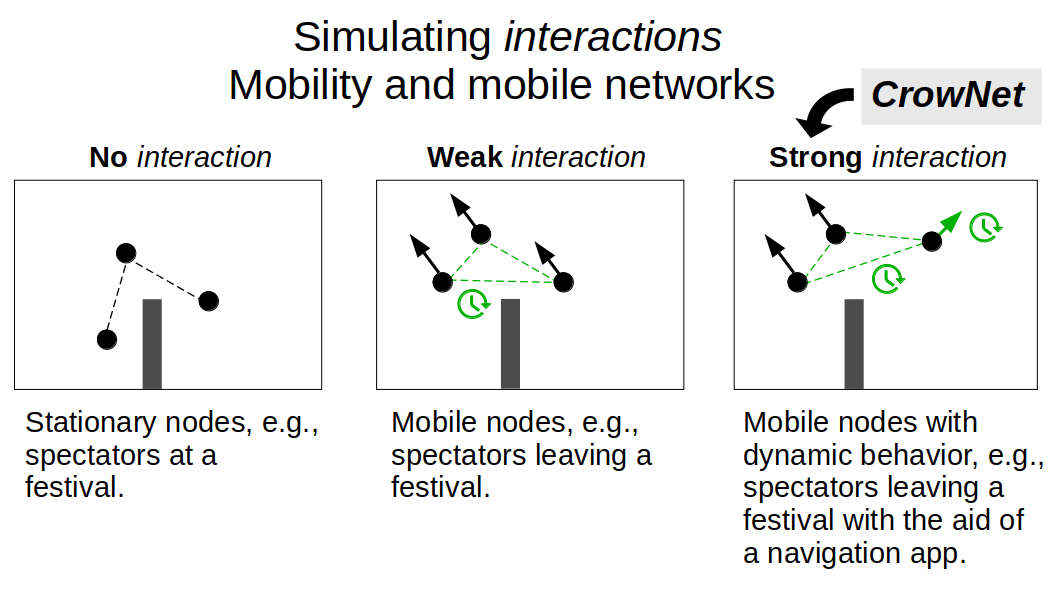 Simulating interactions
Mobility and mobile networks
CrowNet
No interaction
Weak interaction
Strong interaction
Stationary nodes, e.g.,
spectators at a
festival.
Mobile nodes, e.g.,
spectators leaving a
festival.
Mobile nodes with
dynamic behavior, e.g.,
spectators leaving a
festival with the aid of
a navigation app.